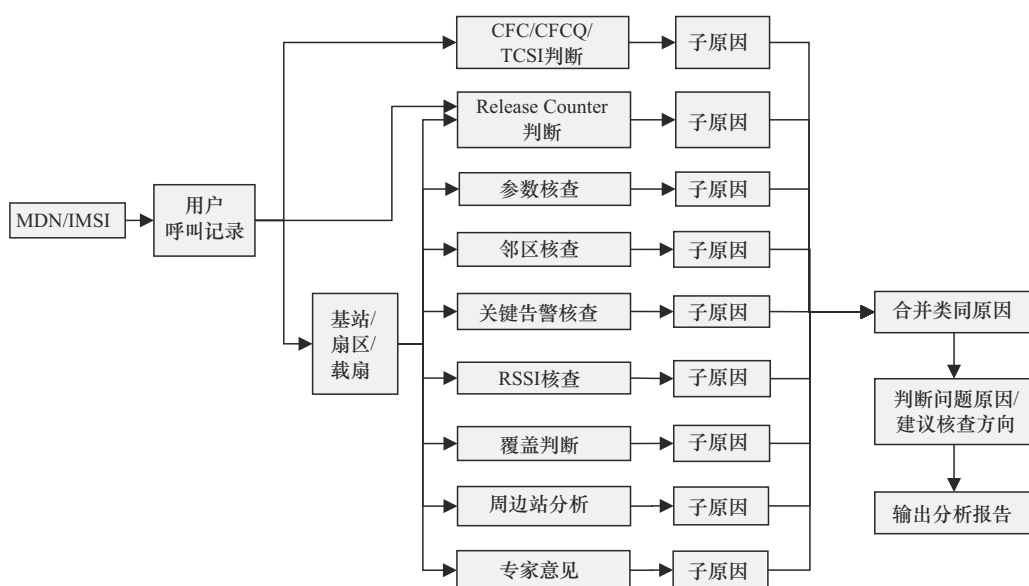 MDN/IMSI
用户
呼叫记录
基站/
扇区/
载扇
CFC/CFCQ/
TCSI判断
子原因
Release Counter
判断
子原因
参数核查
子原因
邻区核查
子原因
关键告警核查
子原因
RSSI核查
子原因
覆盖判断
子原因
周边站分析
子原因
专家意见
子原因
合并类同原因
判断问题原因/
建议核查方向
输出分析报告